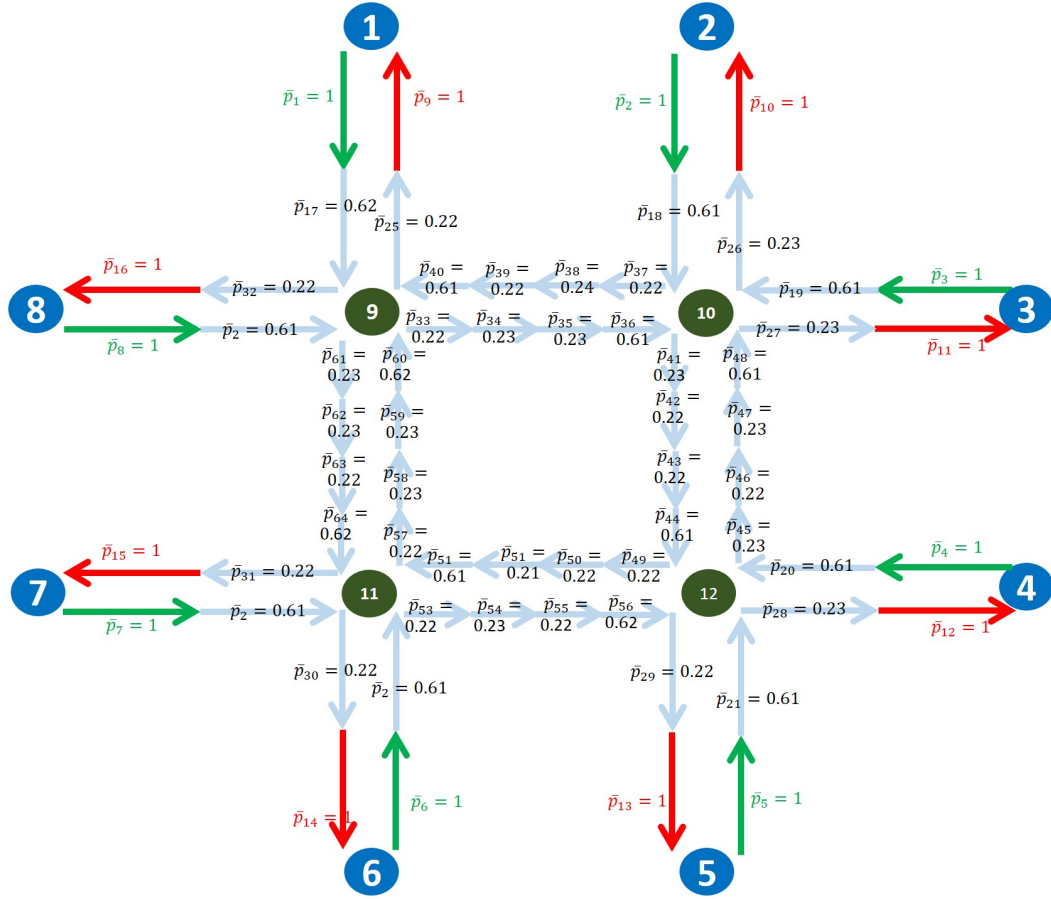 1
2
p̄₁ = 1
p̄₉ = 1
p̄₂ = 1
p̄₁₀ = 1
p̄₁₇ = 0.62
p̄₂₅ = 0.22
p̄₁₈ = 0.61
p̄₂₆ = 0.23
p̄₁₆ = 1
p̄₃₂ = 0.22
p̄₄₀ =
0.61
p̄₃₉ =
0.22
p̄₃₈ =
0.24
p̄₃₇ =
0.22
p̄₁₉ = 0.61
p̄₃ = 1
8
9
10
3
p̄₈ = 1
p̄₂ = 0.61
p̄₃₃ =
0.22
p̄₃₄ =
0.23
p̄₃₅ =
0.23
p̄₃₆ =
0.61
p̄₂₇ = 0.23
p̄₁₁ = 1
p̄₆₁ =
0.23
p̄₆₀ =
0.62
p̄₄₁ =
0.23
p̄₄₈ =
0.61
p̄₆₂ =
0.23
p̄₅₉ =
0.23
p̄₄₂ =
0.22
p̄₄₇ =
0.23
p̄₆₃ =
0.22
p̄₅₈ =
0.23
p̄₄₃ =
0.22
p̄₄₆ =
0.22
p̄₆₄ =
0.62
p̄₅₇ =
0.22
p̄₄₄ =
0.61
p̄₄₅ =
0.23
p̄₁₅ = 1
p̄₃₁ = 0.22
p̄₅₁ =
0.61
p̄₅₁ =
0.21
p̄₅₀ =
0.22
p̄₄₉ =
0.22
p̄₂₀ = 0.61
p̄₄ = 1
7
11
12
4
p̄₇ = 1
p̄₂ = 0.61
p̄₅₃ =
0.22
p̄₅₄ =
0.23
p̄₅₅ =
0.22
p̄₅₆ =
0.62
p̄₂₈ = 0.23
p̄₁₂ = 1
p̄₃₀ = 0.22
p̄₂ = 0.61
p̄₂₉ = 0.22
p̄₂₁ = 0.61
p̄₁₄ = 1
p̄₆ = 1
p̄₁₃ = 1
p̄₅ = 1
6
5